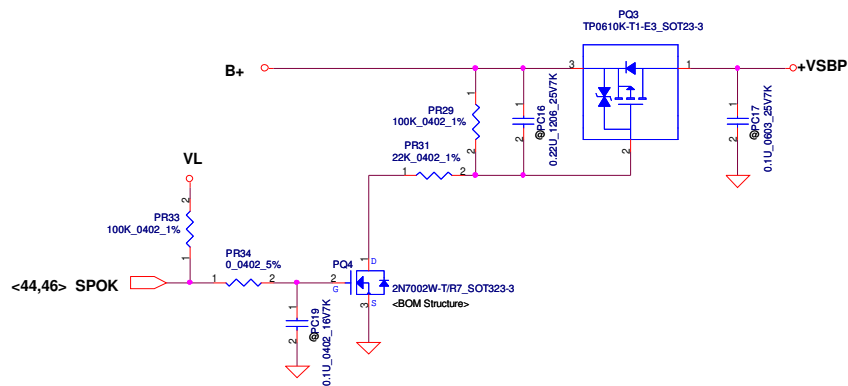 PQ3
TP0610K-T1-E3_SOT23-3
B+
3
1
+VSBP
1
PR29
100K_0402_1%
2
1
2
@PC16
0.22U_1206_25V7K
2
1
2
@PC17
0.1U_0603_25V7K
PR31
22K_0402_1%
1
2
VL
2
PR33
100K_0402_1%
1
PR34
0_0402_5%
<44,46> SPOK
1
2
PQ4
2
G
1
D
S
3
2N7002W-T/R7_SOT323-3
<BOM Structure>
1
2
@PC19
0.1U_0402_16V7K